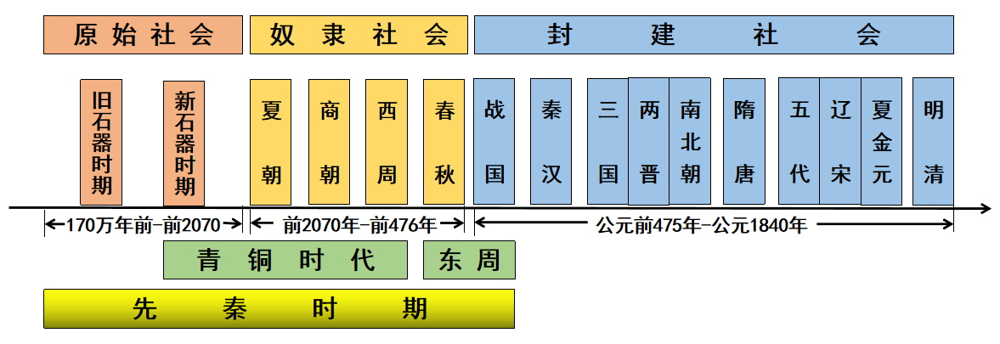 原始社会 奴隶社会 封建社会
旧石器时期 新石器时期 夏朝 商朝 西周 春秋 战国 秦汉 三国 两晋 南北朝 隋唐 五代 辽宋 夏金元 明清
170万年前-前2070 前2070年-前476年 公元前475年-公元1840年
青铜时代 东周
先秦时期